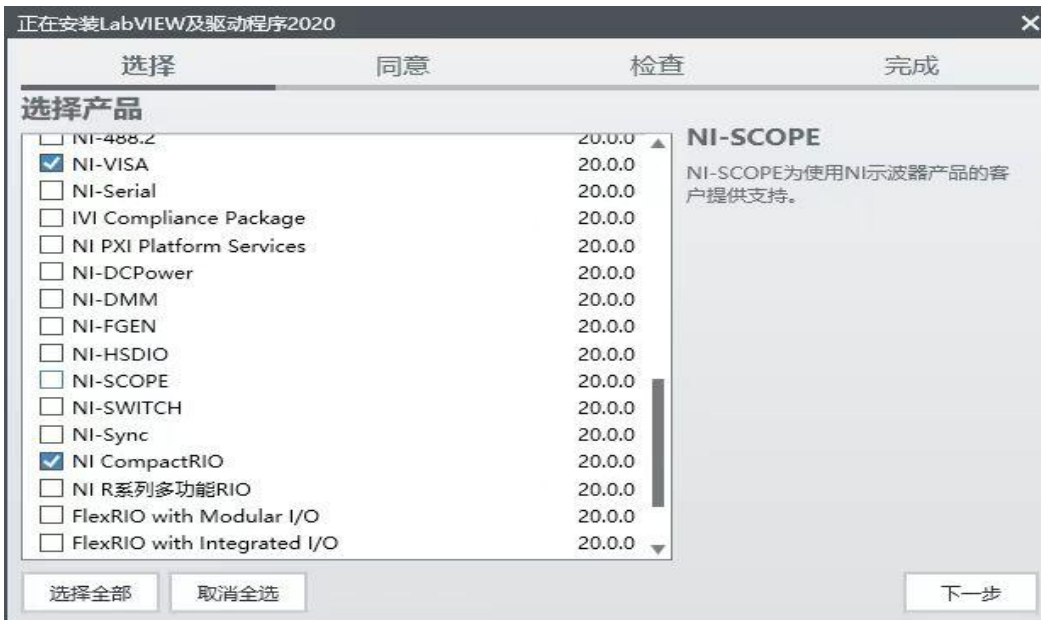 正在安装LabVIEW及驱动程序2020
选择 同意 检查 完成
选择产品
NI-488.2 20.0.0
NI-VISA 20.0.0
NI-Serial 20.0.0
IVI Compliance Package 20.0.0
NI PXI Platform Services 20.0.0
NI-DCPower 20.0.0
NI-DMM 20.0.0
NI-FGEN 20.0.0
NI-HSDIO 20.0.0
NI-SCOPE 20.0.0
NI-SWITCH 20.0.0
NI-Sync 20.0.0
NI CompactRIO 20.0.0
NI R系列多功能RIO 20.0.0
FlexRIO with Modular I/O 20.0.0
FlexRIO with Integrated I/O 20.0.0
NI-SCOPE
NI-SCOPE为使用NI示波器产品的客
户提供支持。
选择全部 取消全选 下一步